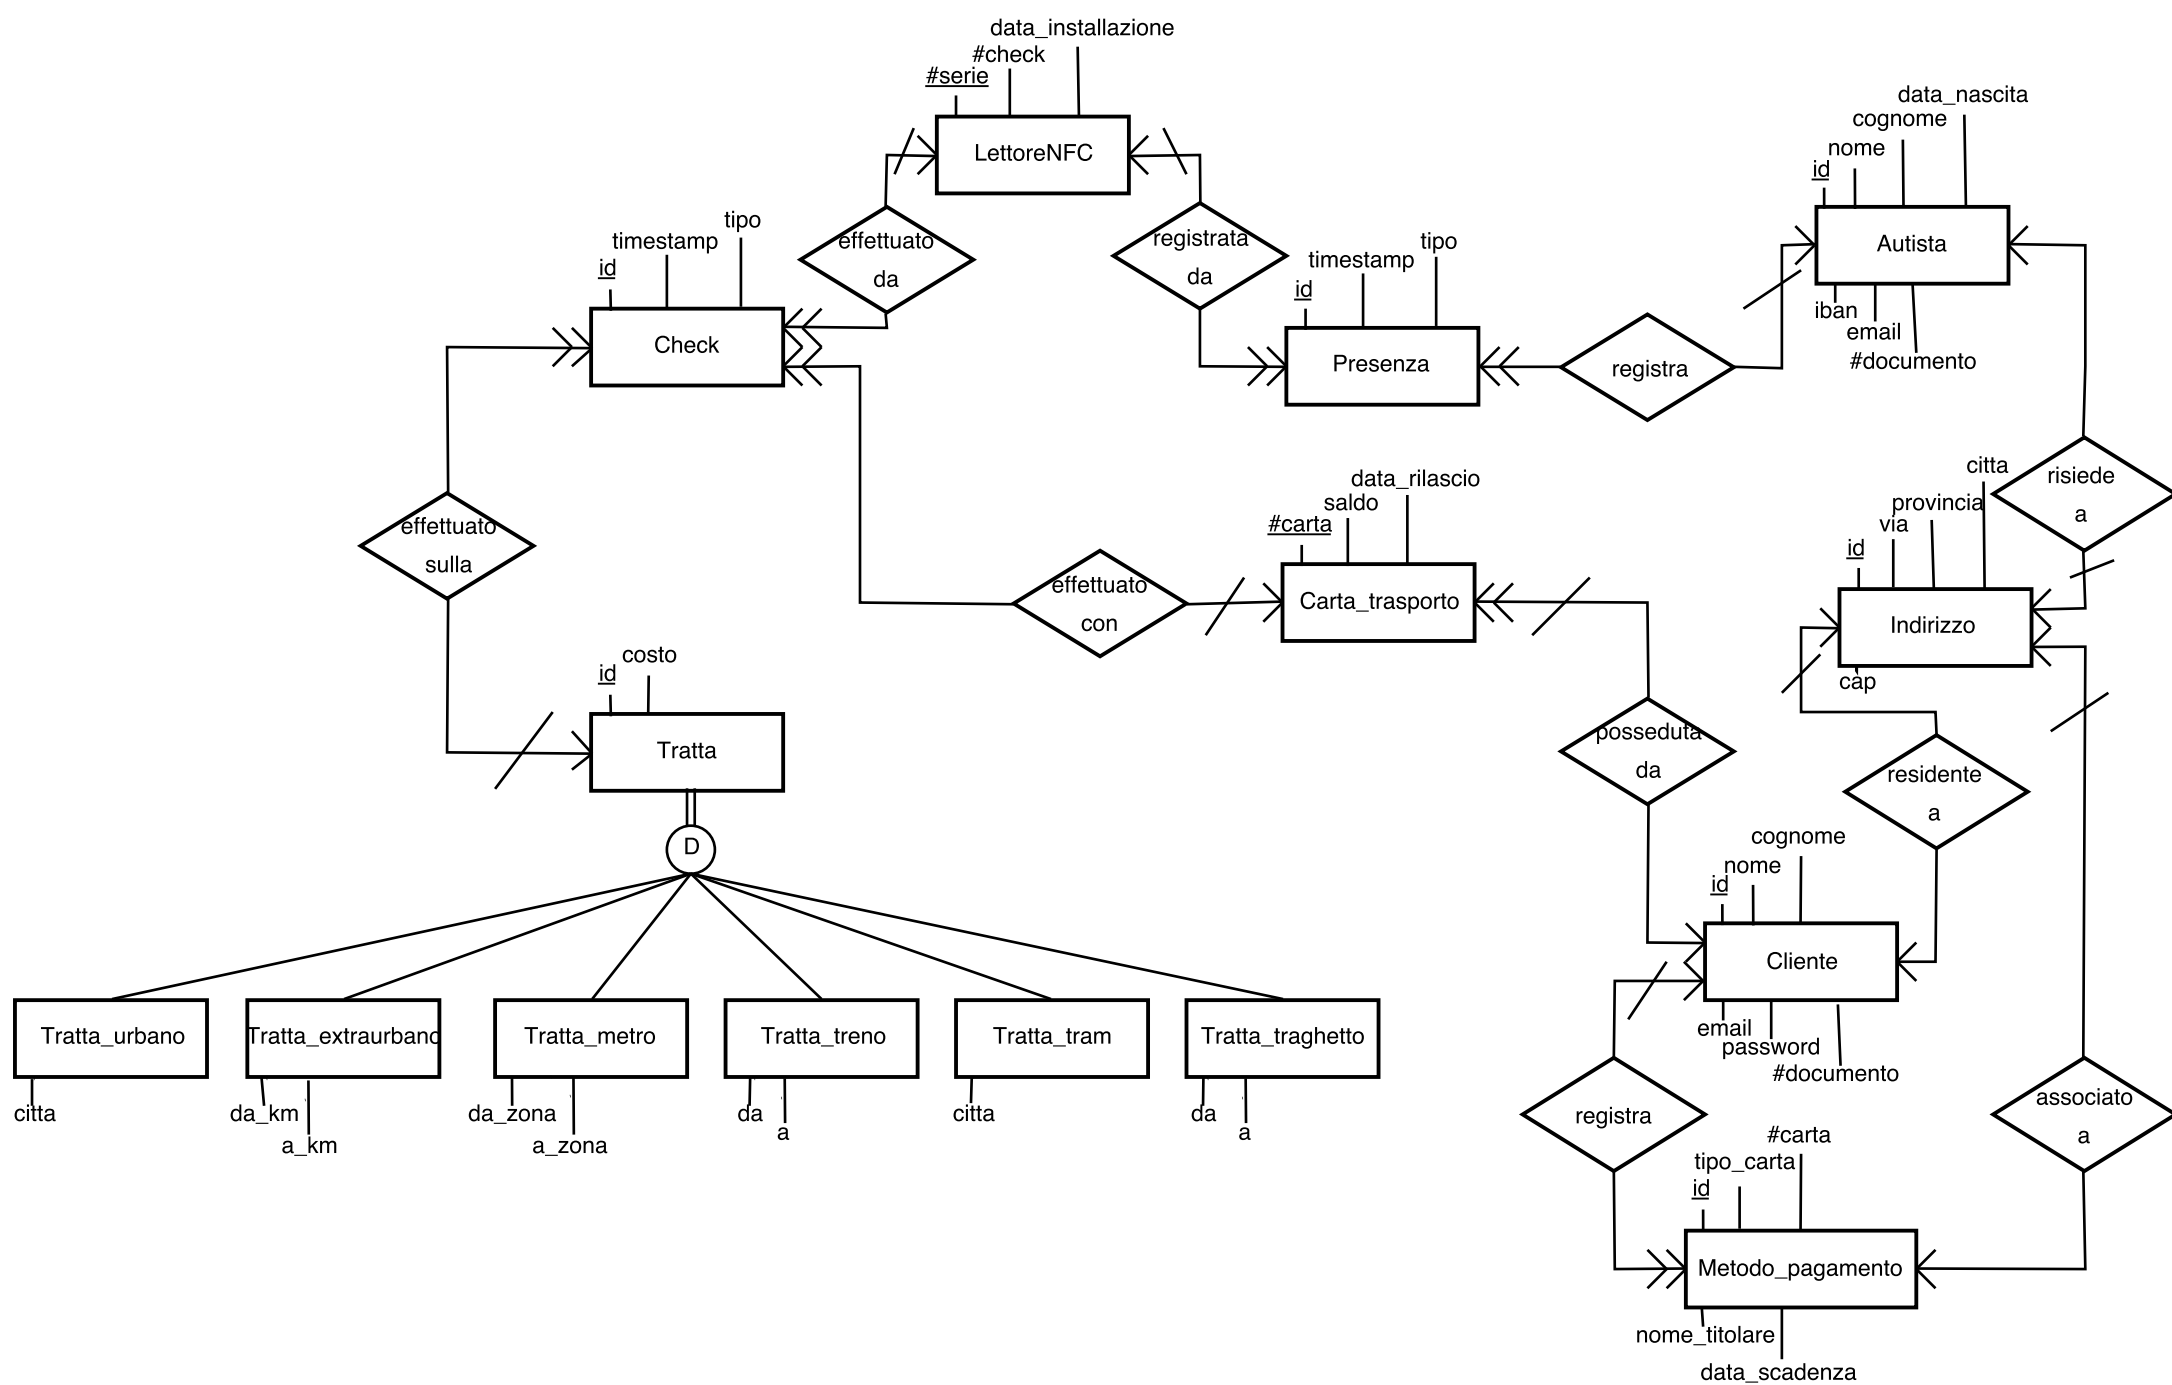 data_installazione
#check
#serie
LettoreNFC
data_nascita
cognome
nome
id
Autista
iban
email
#documento
effettuato
da
registrata
da
timestamp
tipo
id
Check
timestamp
tipo
id
Presenza
registra
risiede
a
effettuato
sulla
data_rilascio
saldo
#carta
Carta_trasporto
effettuato
con
citta
provincia
via
id
Indirizzo
cap
id
costo
Tratta
D
posseduta
da
residente
a
cognome
nome
id
Cliente
email
password
#documento
Tratta_urbano
Tratta_extraurbano
Tratta_metro
Tratta_treno
Tratta_tram
Tratta_traghetto
citta
da_km
a_km
da_zona
a_zona
da
a
citta
da
a
registra
associato
a
#carta
tipo_carta
id
Metodo_pagamento
nome_titolare
data_scadenza